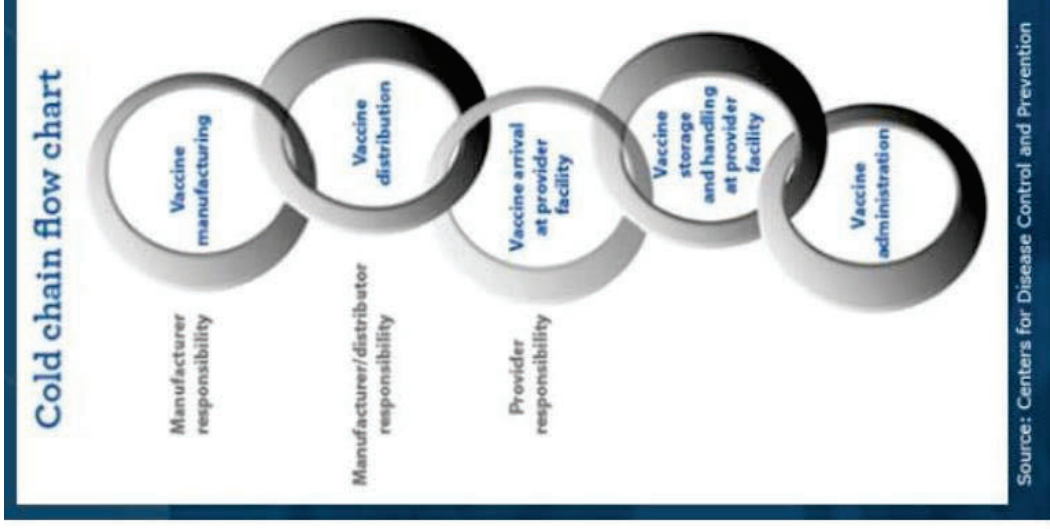 Cold chain flow chart
Vaccine
manufacturing
Vaccine
distribution
Vaccine arrival
at provider
facility
Vaccine
storage
and handling
at provider
facility
Vaccine
administration
Manufacturer
responsibility
Manufacturer/distributor
responsibility
Provider
responsibility
Source: Centers for Disease Control and Prevention